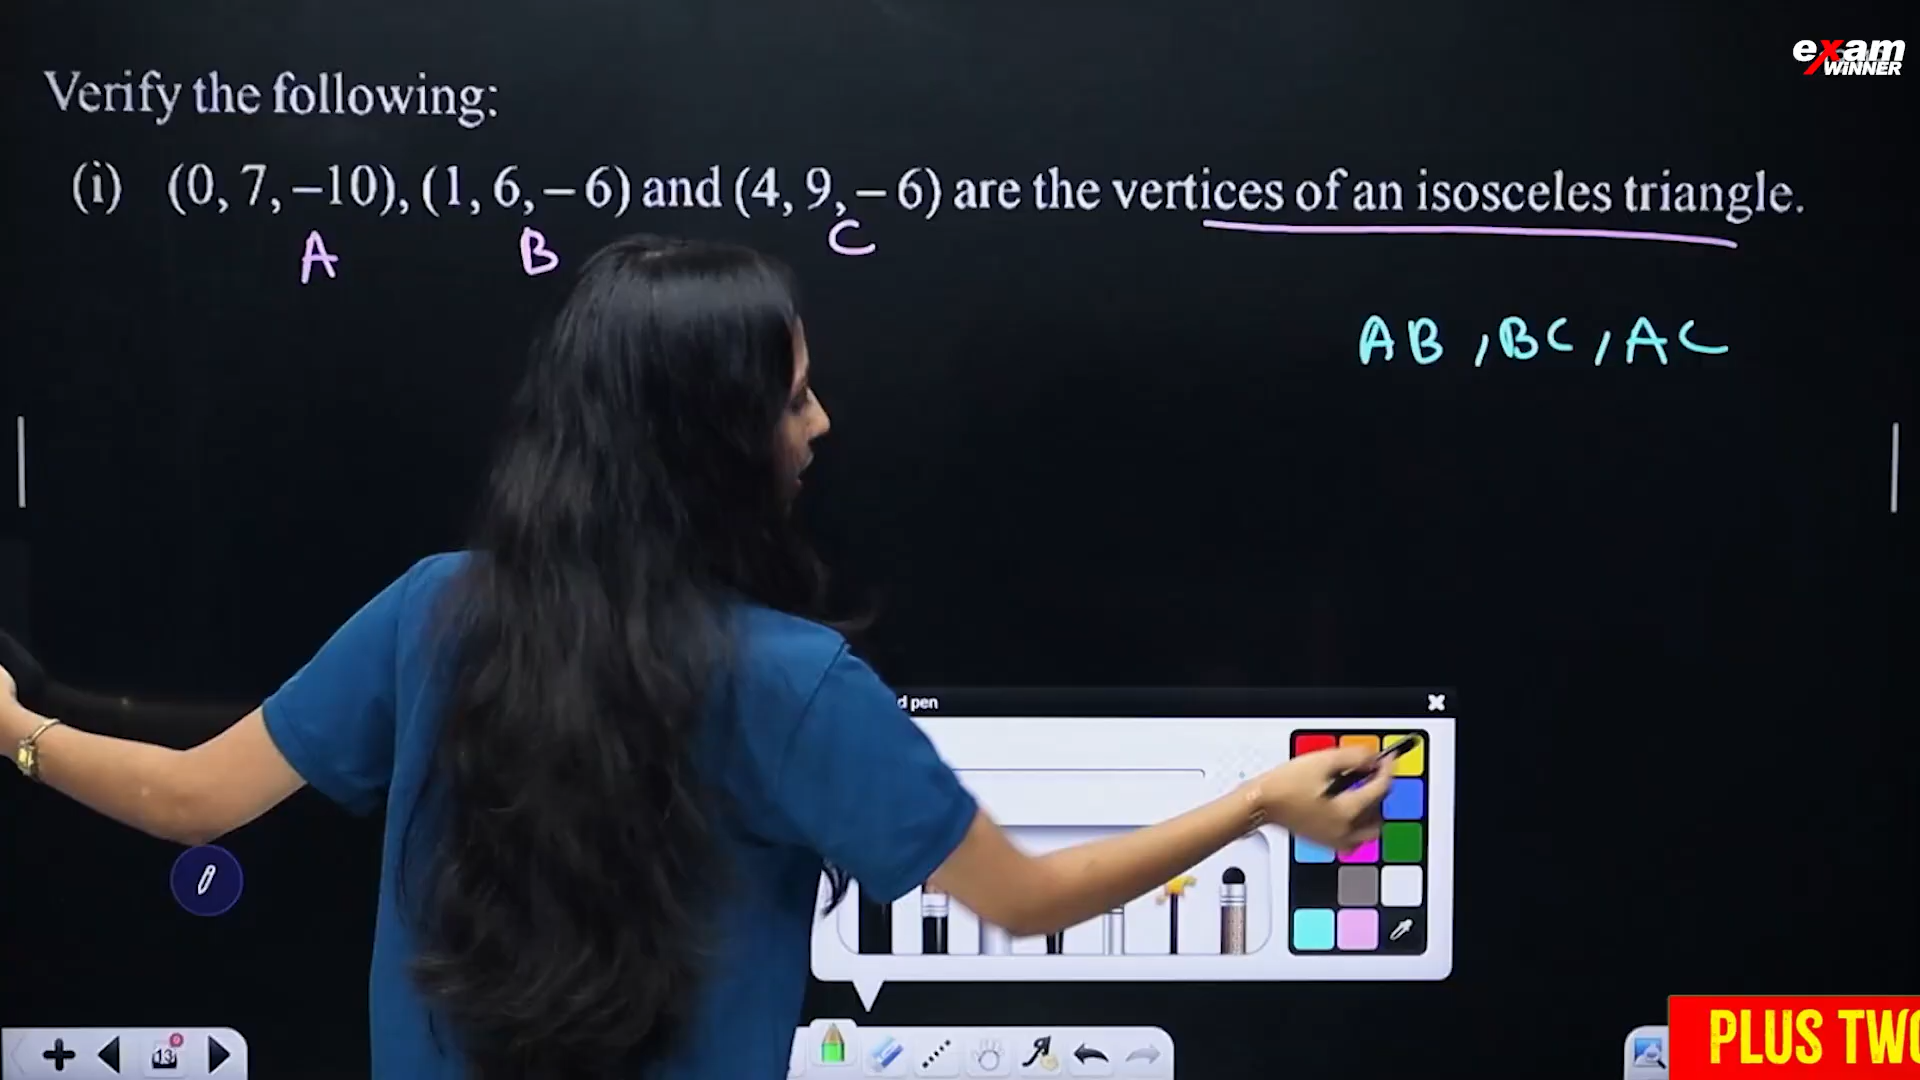 exam
WINNER
Verify the following:
(i) (0, 7, –10), (1, 6, – 6) and (4, 9, – 6) are the vertices of an isosceles triangle.
A B C
AB , BC , AC
d pen
13
PLUS TWO